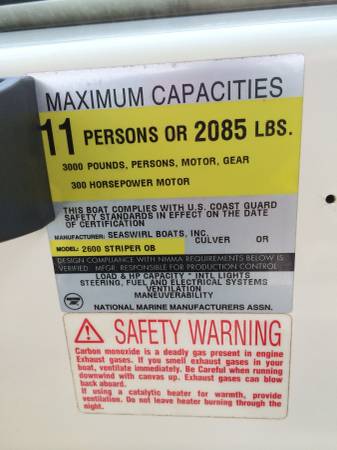 MAXIMUM CAPACITIES
11 PERSONS OR 2085 LBS.
3000 POUNDS, PERSONS, MOTOR, GEAR
300 HORSEPOWER MOTOR
THIS BOAT COMPLIES WITH U.S. COAST GUARD
SAFETY STANDARDS IN EFFECT ON THE DATE
OF CERTIFICATION
MANUFACTURER: SEASWIRL BOATS, INC.
CULVER OR
MODEL: 2600 STRIPER OB
DESIGN COMPLIANCE WITH NMMA REQUIREMENTS BELOW IS
VERIFIED. MFGR. RESPONSIBLE FOR PRODUCTION CONTROL.
LOAD & HP CAPACITY * INTL LIGHTS
STEERING, FUEL AND ELECTRICAL SYSTEMS
VENTILATION
MANEUVERABILITY
NATIONAL MARINE MANUFACTURERS ASSN.
SAFETY WARNING
Carbon monoxide is a deadly gas present in engine
Exhaust gases. If you smell exhaust gases in your
boat, ventilate immediately. Be Careful when running
downwind with canvas up. Exhaust gases can blow
back aboard.
If using a catalytic heater for warmth, provide
ventilation. Do not leave heater burning through the
night.